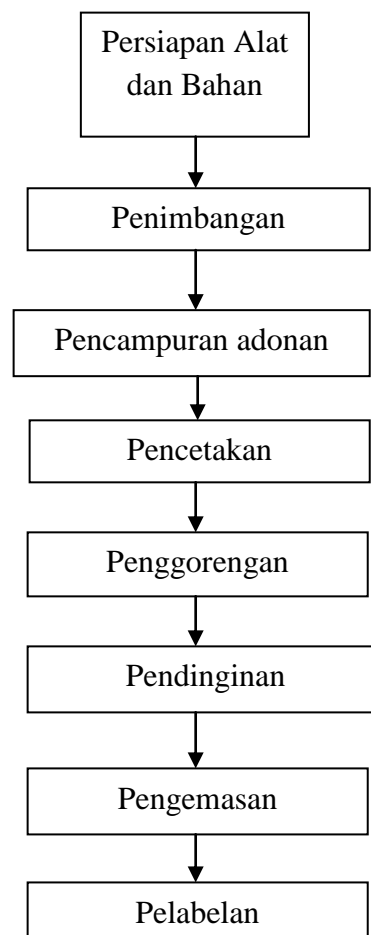 Persiapan Alat
dan Bahan
Penimbangan
Pencampuran adonan
Pencetakan
Penggorengan
Pendinginan
Pengemasan
Pelabelan